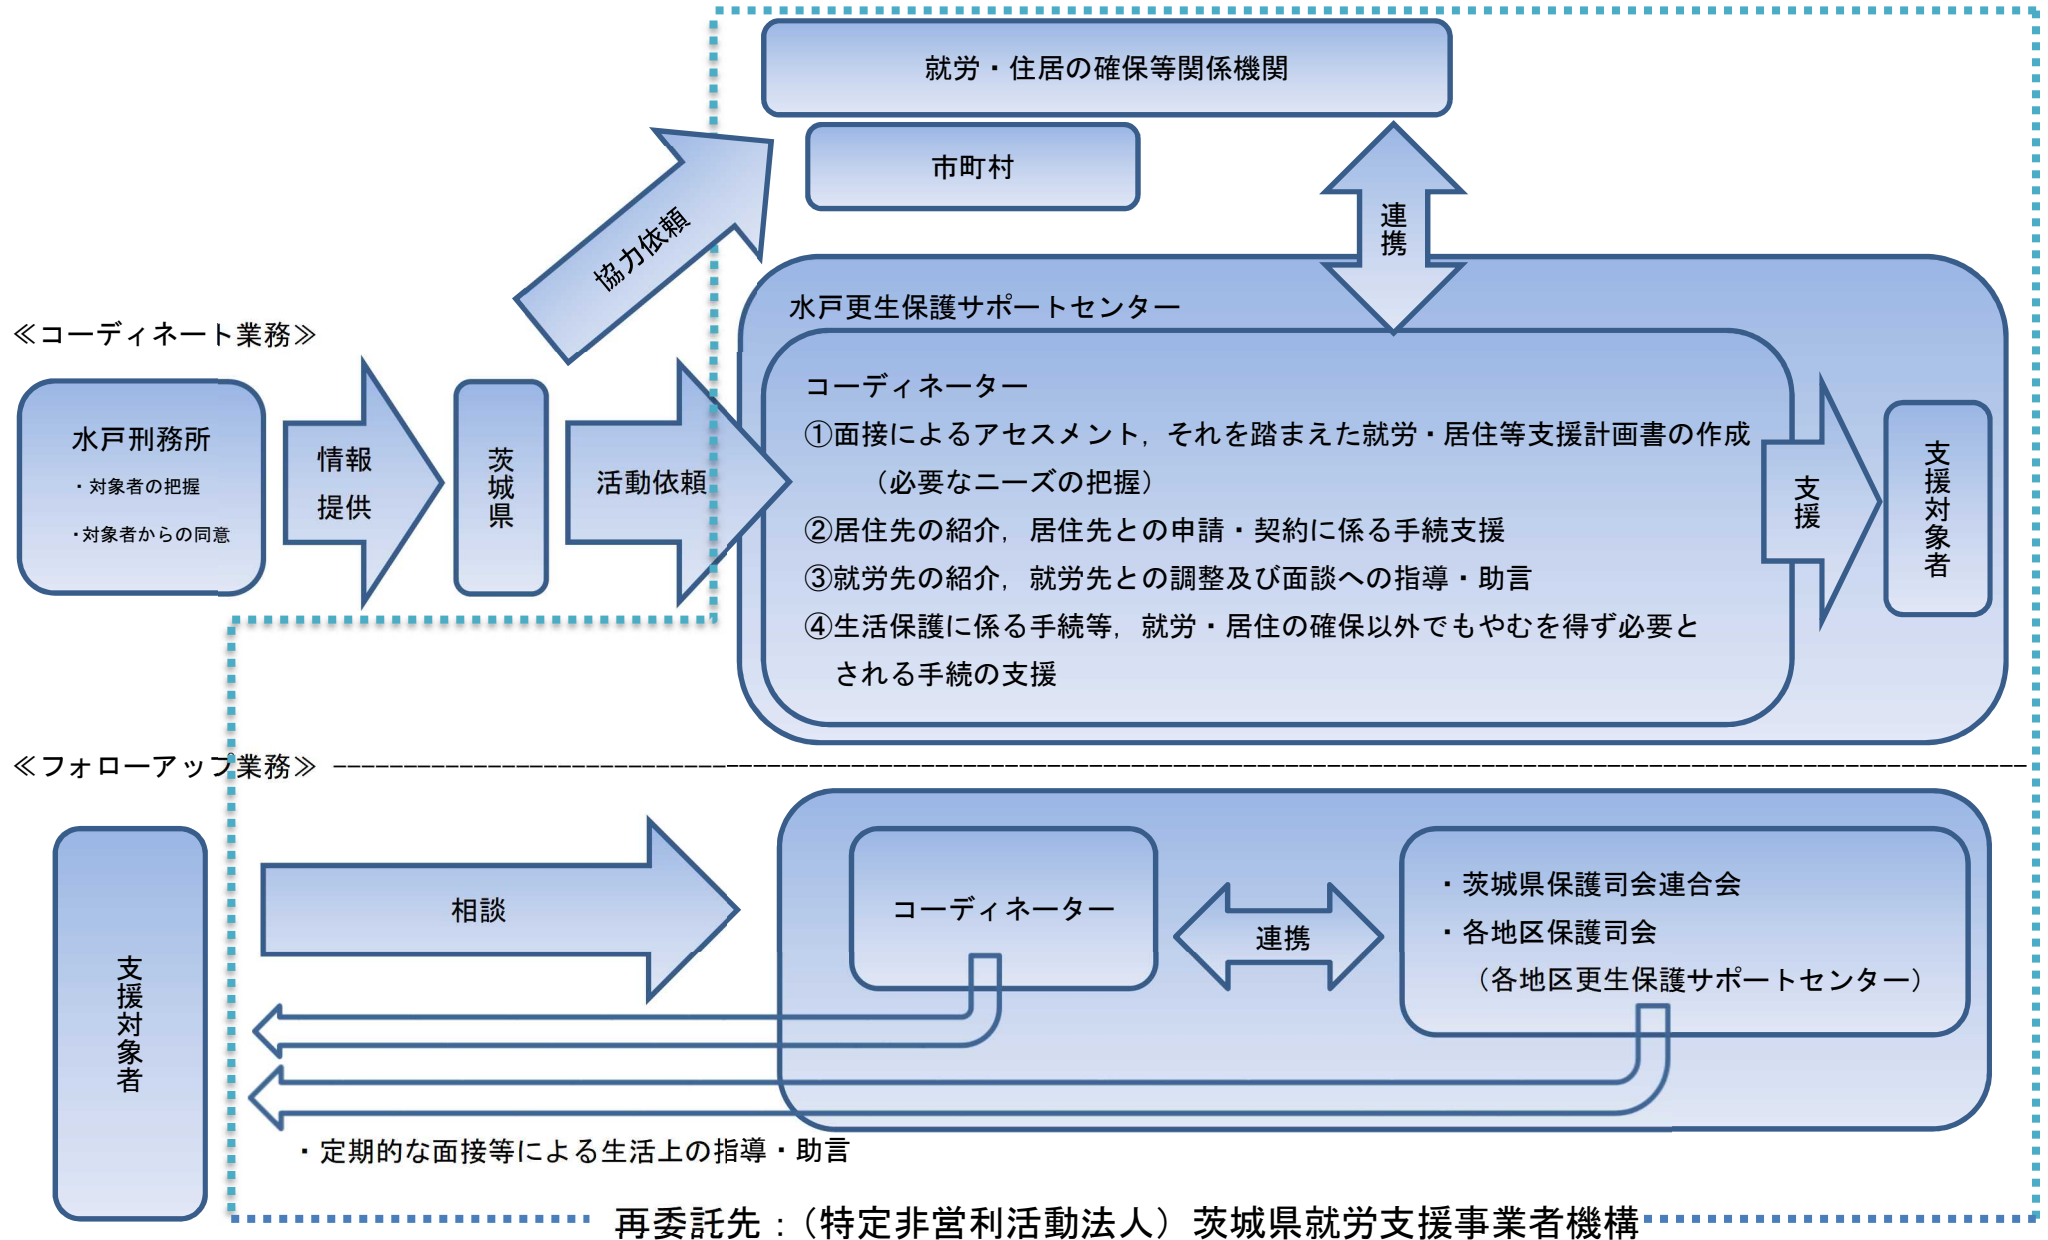 就労・住居の確保等関係機関
市町村
協力依頼
連
携
水戸更生保護サポートセンター
≪コーディネート業務≫
水戸刑務所
・対象者の把握
・対象者からの同意
情報
提供
茨
城
県
活動依頼
コーディネーター
①面接によるアセスメント，それを踏まえた就労・居住等支援計画書の作成
（必要なニーズの把握）
②居住先の紹介，居住先との申請・契約に係る手続支援
③就労先の紹介，就労先との調整及び面談への指導・助言
④生活保護に係る手続等，就労・居住の確保以外でもやむを得ず必要と
される手続の支援
支
援
支
援
対
象
者
≪フォローアップ業務≫
支
援
対
象
者
相談
コーディネーター
連携
・茨城県保護司会連合会
・各地区保護司会
（各地区更生保護サポートセンター）
・定期的な面接等による生活上の指導・助言
再委託先：（特定非営利活動法人）茨城県就労支援事業者機構